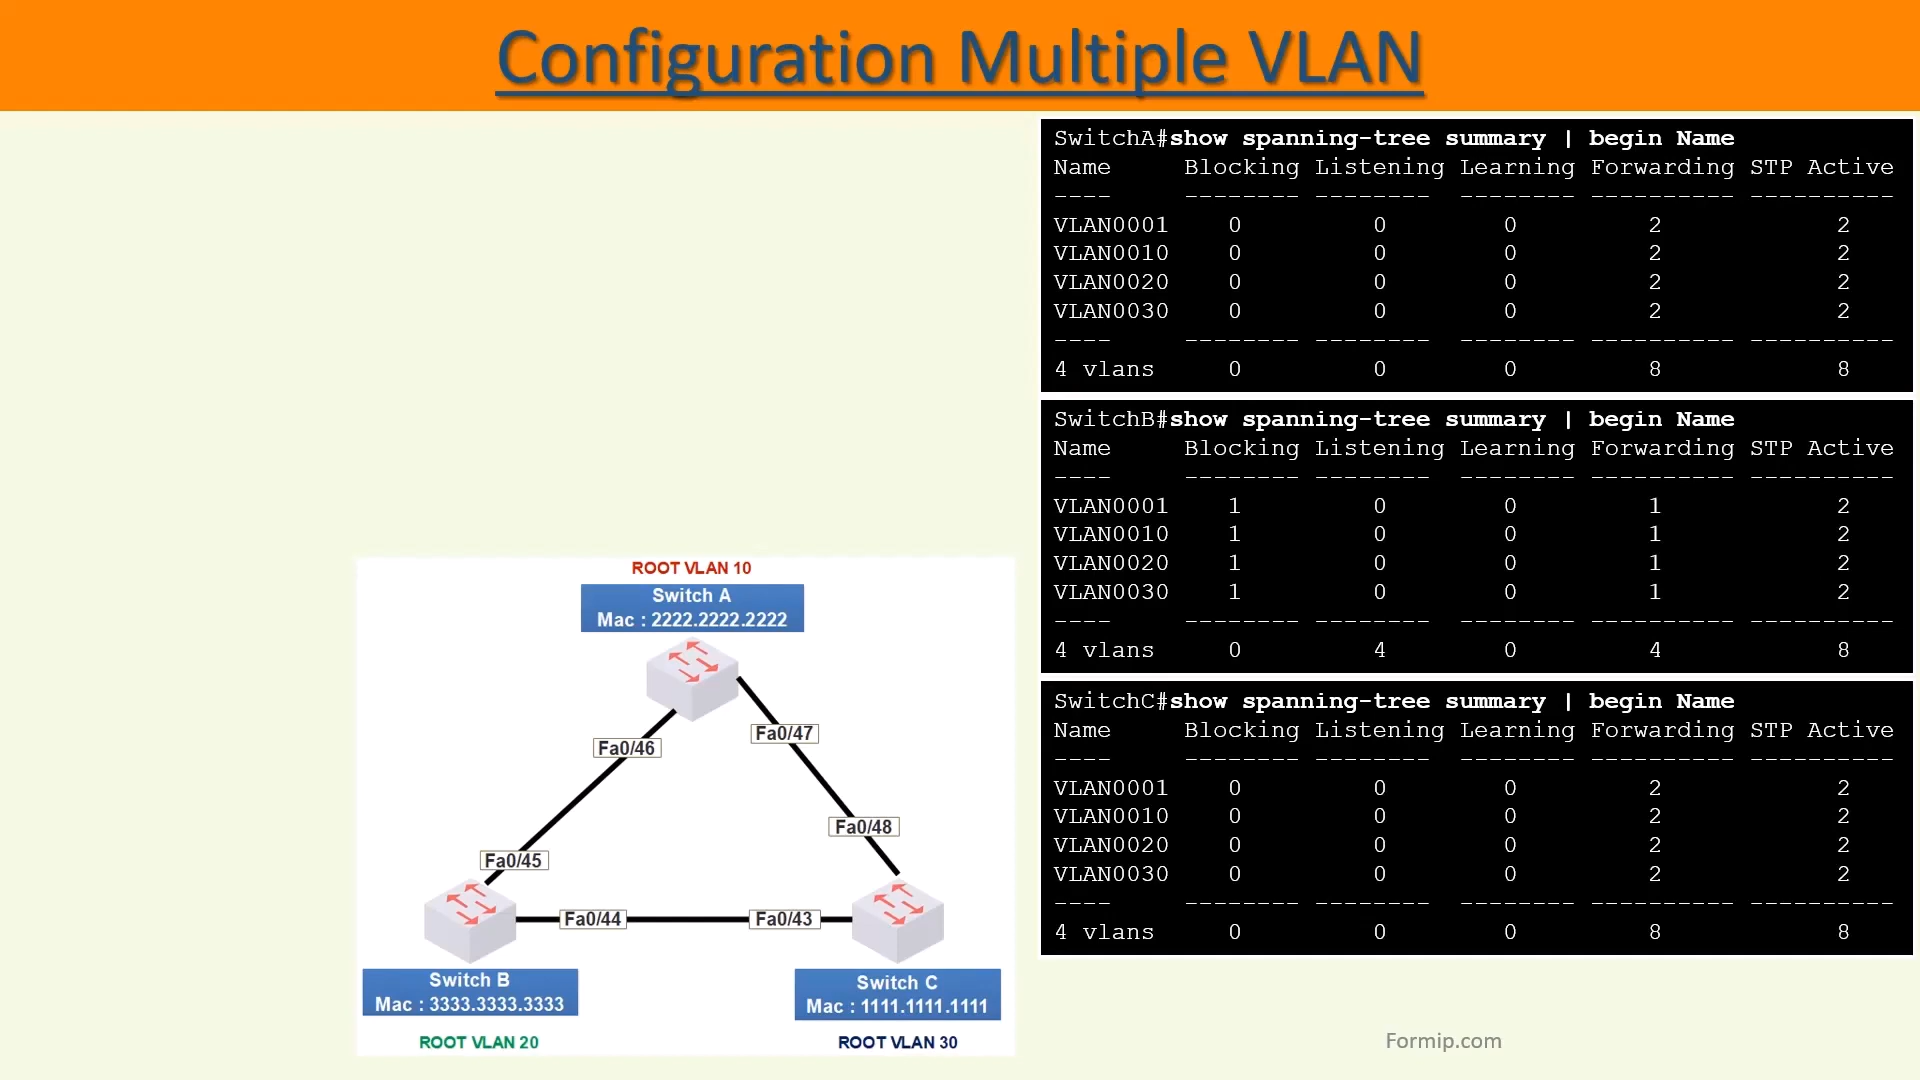 Configuration Multiple VLAN
SwitchA#show spanning-tree summary | begin Name
Name Blocking Listening Learning Forwarding STP Active
---- -------- -------- -------- ---------- ----------
VLAN0001 0 0 0 2 2
VLAN0010 0 0 0 2 2
VLAN0020 0 0 0 2 2
VLAN0030 0 0 0 2 2
---- -------- -------- -------- ---------- ----------
4 vlans 0 0 0 8 8
SwitchB#show spanning-tree summary | begin Name
Name Blocking Listening Learning Forwarding STP Active
---- -------- -------- -------- ---------- ----------
VLAN0001 1 0 0 1 2
VLAN0010 1 0 0 1 2
VLAN0020 1 0 0 1 2
VLAN0030 1 0 0 1 2
---- -------- -------- -------- ---------- ----------
4 vlans 0 4 0 4 8
SwitchC#show spanning-tree summary | begin Name
Name Blocking Listening Learning Forwarding STP Active
---- -------- -------- -------- ---------- ----------
VLAN0001 0 0 0 2 2
VLAN0010 0 0 0 2 2
VLAN0020 0 0 0 2 2
VLAN0030 0 0 0 2 2
---- -------- -------- -------- ---------- ----------
4 vlans 0 0 0 8 8
ROOT VLAN 10
Switch A
Mac : 2222.2222.2222
Fa0/46
Fa0/47
Fa0/48
Fa0/45
Fa0/44
Fa0/43
Switch B
Mac : 3333.3333.3333
ROOT VLAN 20
Switch C
Mac : 1111.1111.1111
ROOT VLAN 30
Formip.com